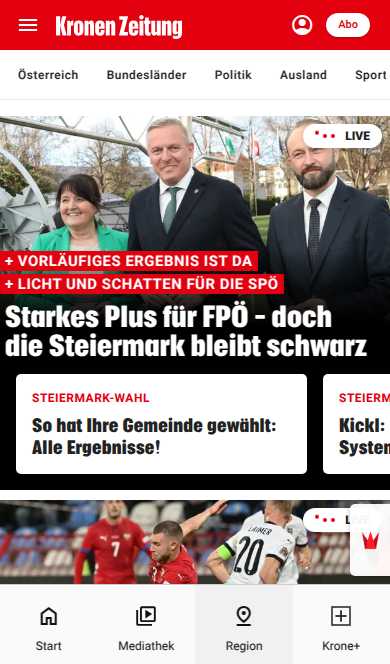 Kronen Zeitung
Abo
Österreich Bundesländer Politik Ausland Sport
LIVE
+ VORLÄUFIGES ERGEBNIS IST DA
+ LICHT UND SCHATTEN FÜR DIE SPÖ
Starkes Plus für FPÖ – doch
die Steiermark bleibt schwarz
STEIERMARK-WAHL
So hat Ihre Gemeinde gewählt:
Alle Ergebnisse!
STEIERM
Kickl:
System
7
LAIMER
20
Start Mediathek Region Krone+